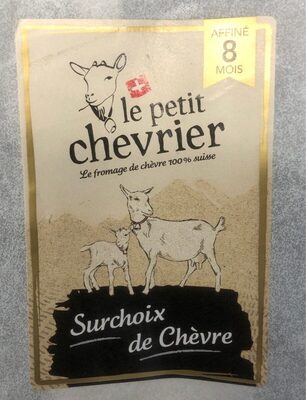 AFFINÉ
8
MOIS
le petit
chevrier
Le fromage de chèvre 100% suisse
Surchoix
de Chèvre